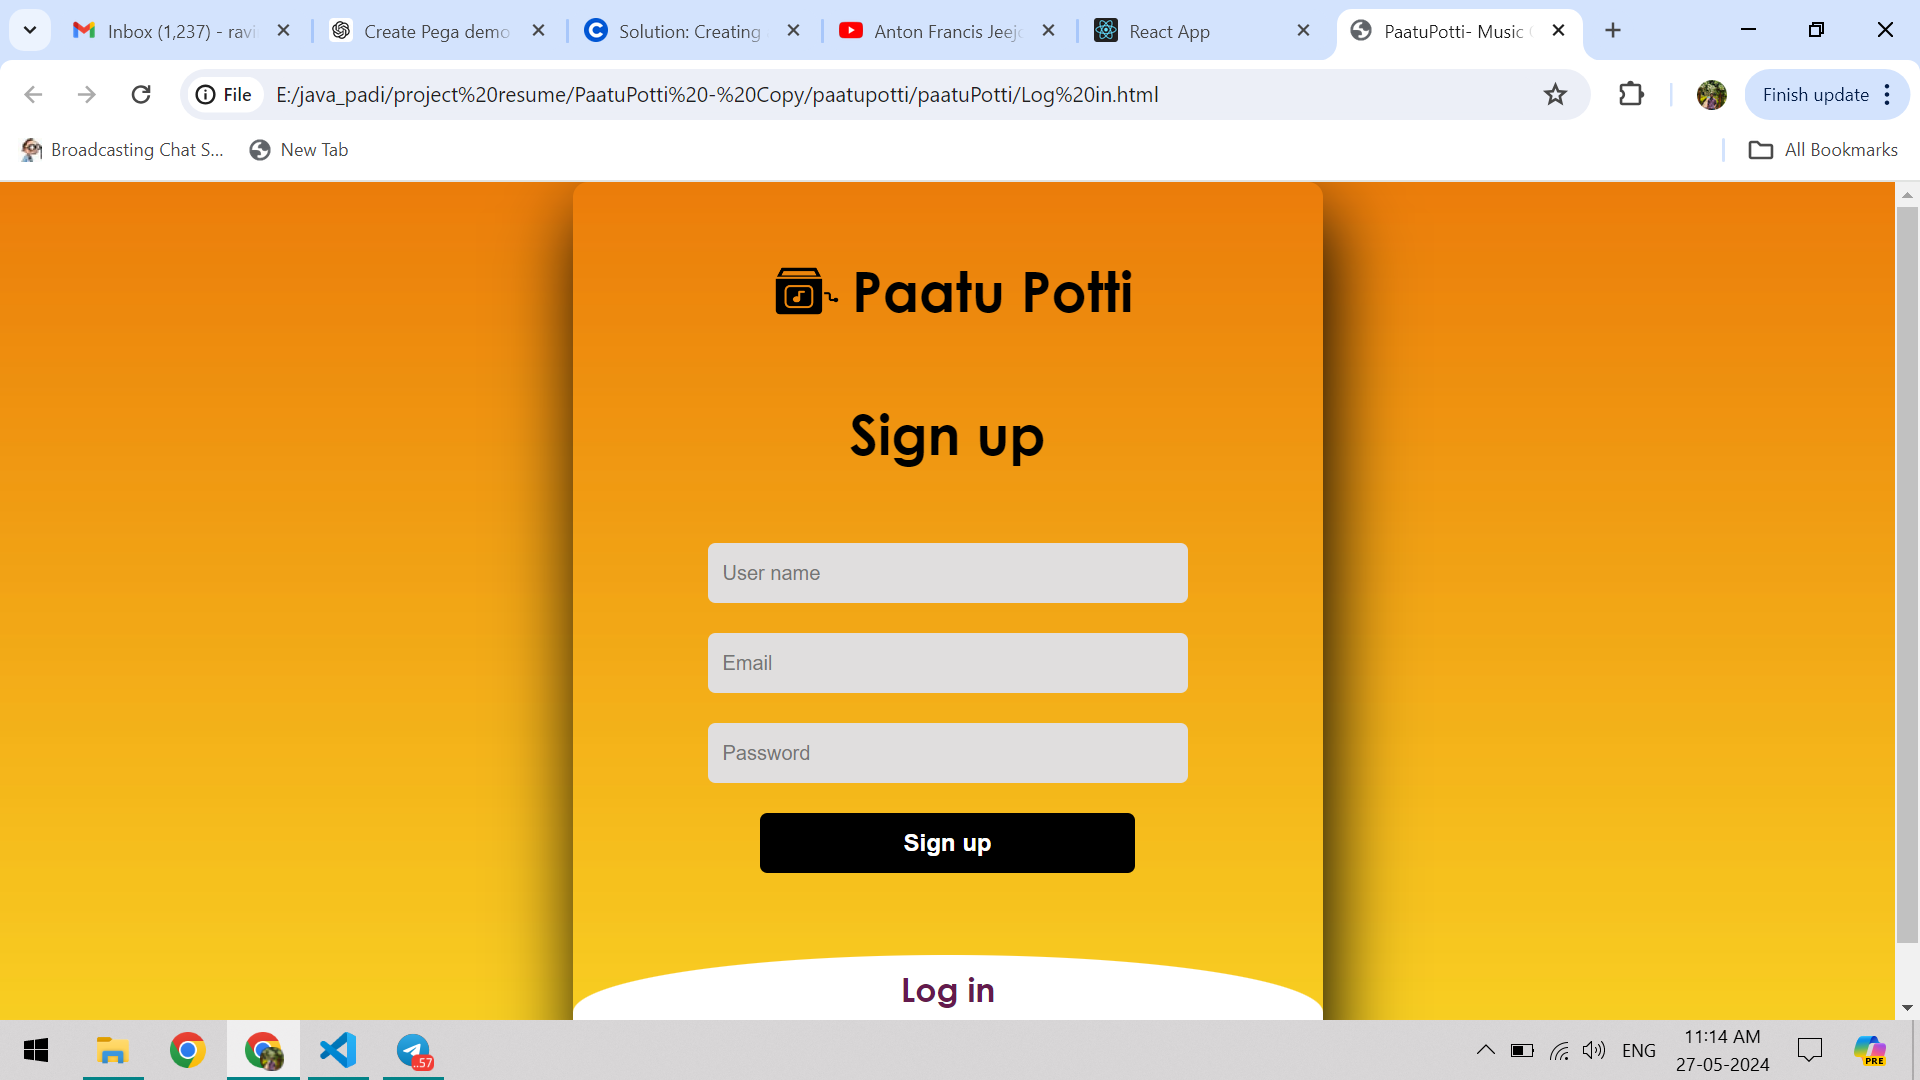 Inbox (1,237) - ravi
Create Pega demo
Solution: Creating
Anton Francis Jeejo
React App
PaatuPotti- Music
File
E:/java_padi/project%20resume/PaatuPotti%20-%20Copy/paatupotti/paatuPotti/Log%20in.html
Finish update
Broadcasting Chat S...
New Tab
All Bookmarks
Paatu Potti
Sign up
User name
Email
Password
Sign up
Log in
..57
ENG
11:14 AM
27-05-2024
PRE